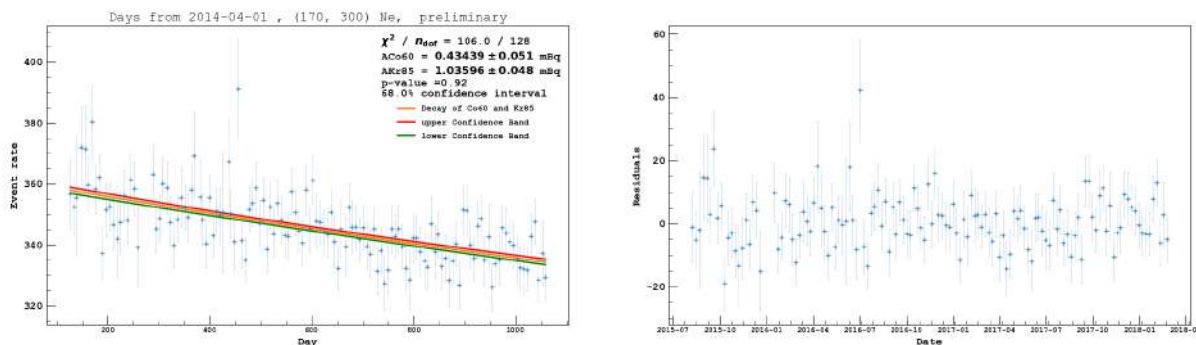 Days from 2014-04-01 , (170, 300) Ne, preliminary
χ² / n_dof = 106.0 / 128
ACo60 = 0.43439 ± 0.051 mBq
AKr85 = 1.03596 ± 0.048 mBq
p-value =0.92
68.0% confidence interval
Decay of Co60 and Kr85
upper Confidence Band
lower Confidence Band
Event rate
400
380
360
340
320
200
400
600
800
1000
Day
Residuals
60
40
20
0
-20
2015-07
2015-10
2016-01
2016-04
2016-07
2016-10
2017-01
2017-04
2017-07
2017-10
2018-01
2018-0
Date